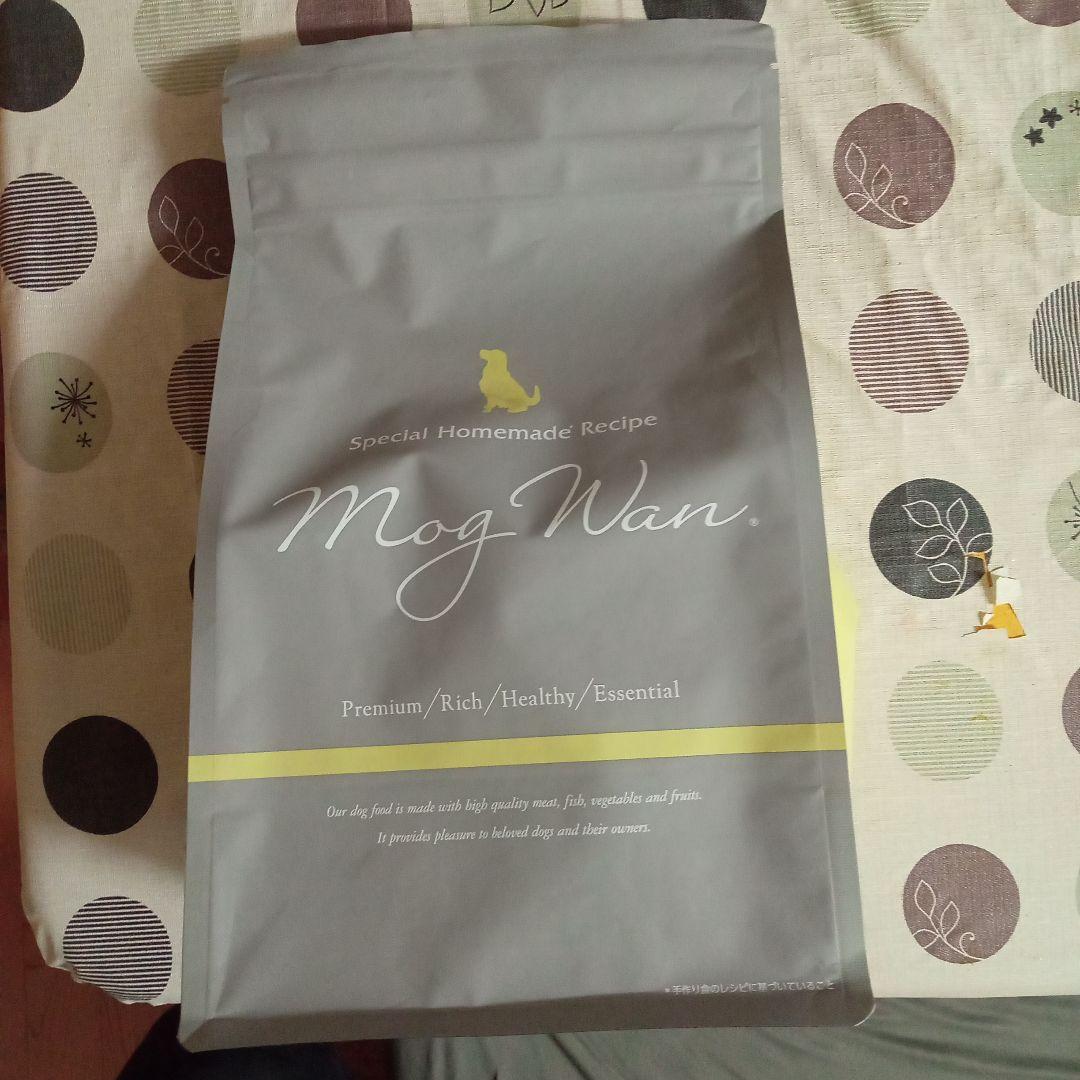 Special Homemade* Recipe
Mog Wan®
Premium/Rich/Healthy/Essential
Our dog food is made with high quality meat, fish, vegetables and fruits.
It provides pleasure to beloved dogs and their owners.
*手作り食のレシピに基づいていること